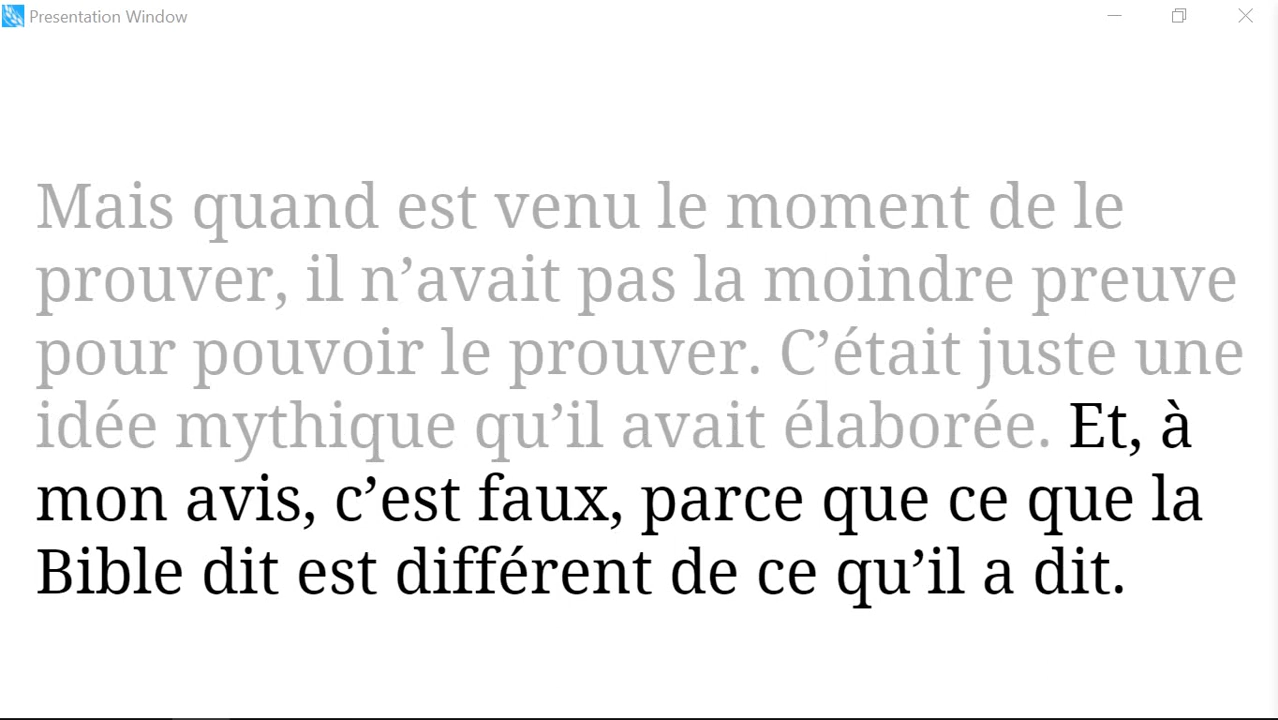 Presentation Window
Mais quand est venu le moment de le
prouver, il n’avait pas la moindre preuve
pour pouvoir le prouver. C’était juste une
idée mythique qu’il avait élaborée. Et, à
mon avis, c’est faux, parce que ce que la
Bible dit est différent de ce qu’il a dit.